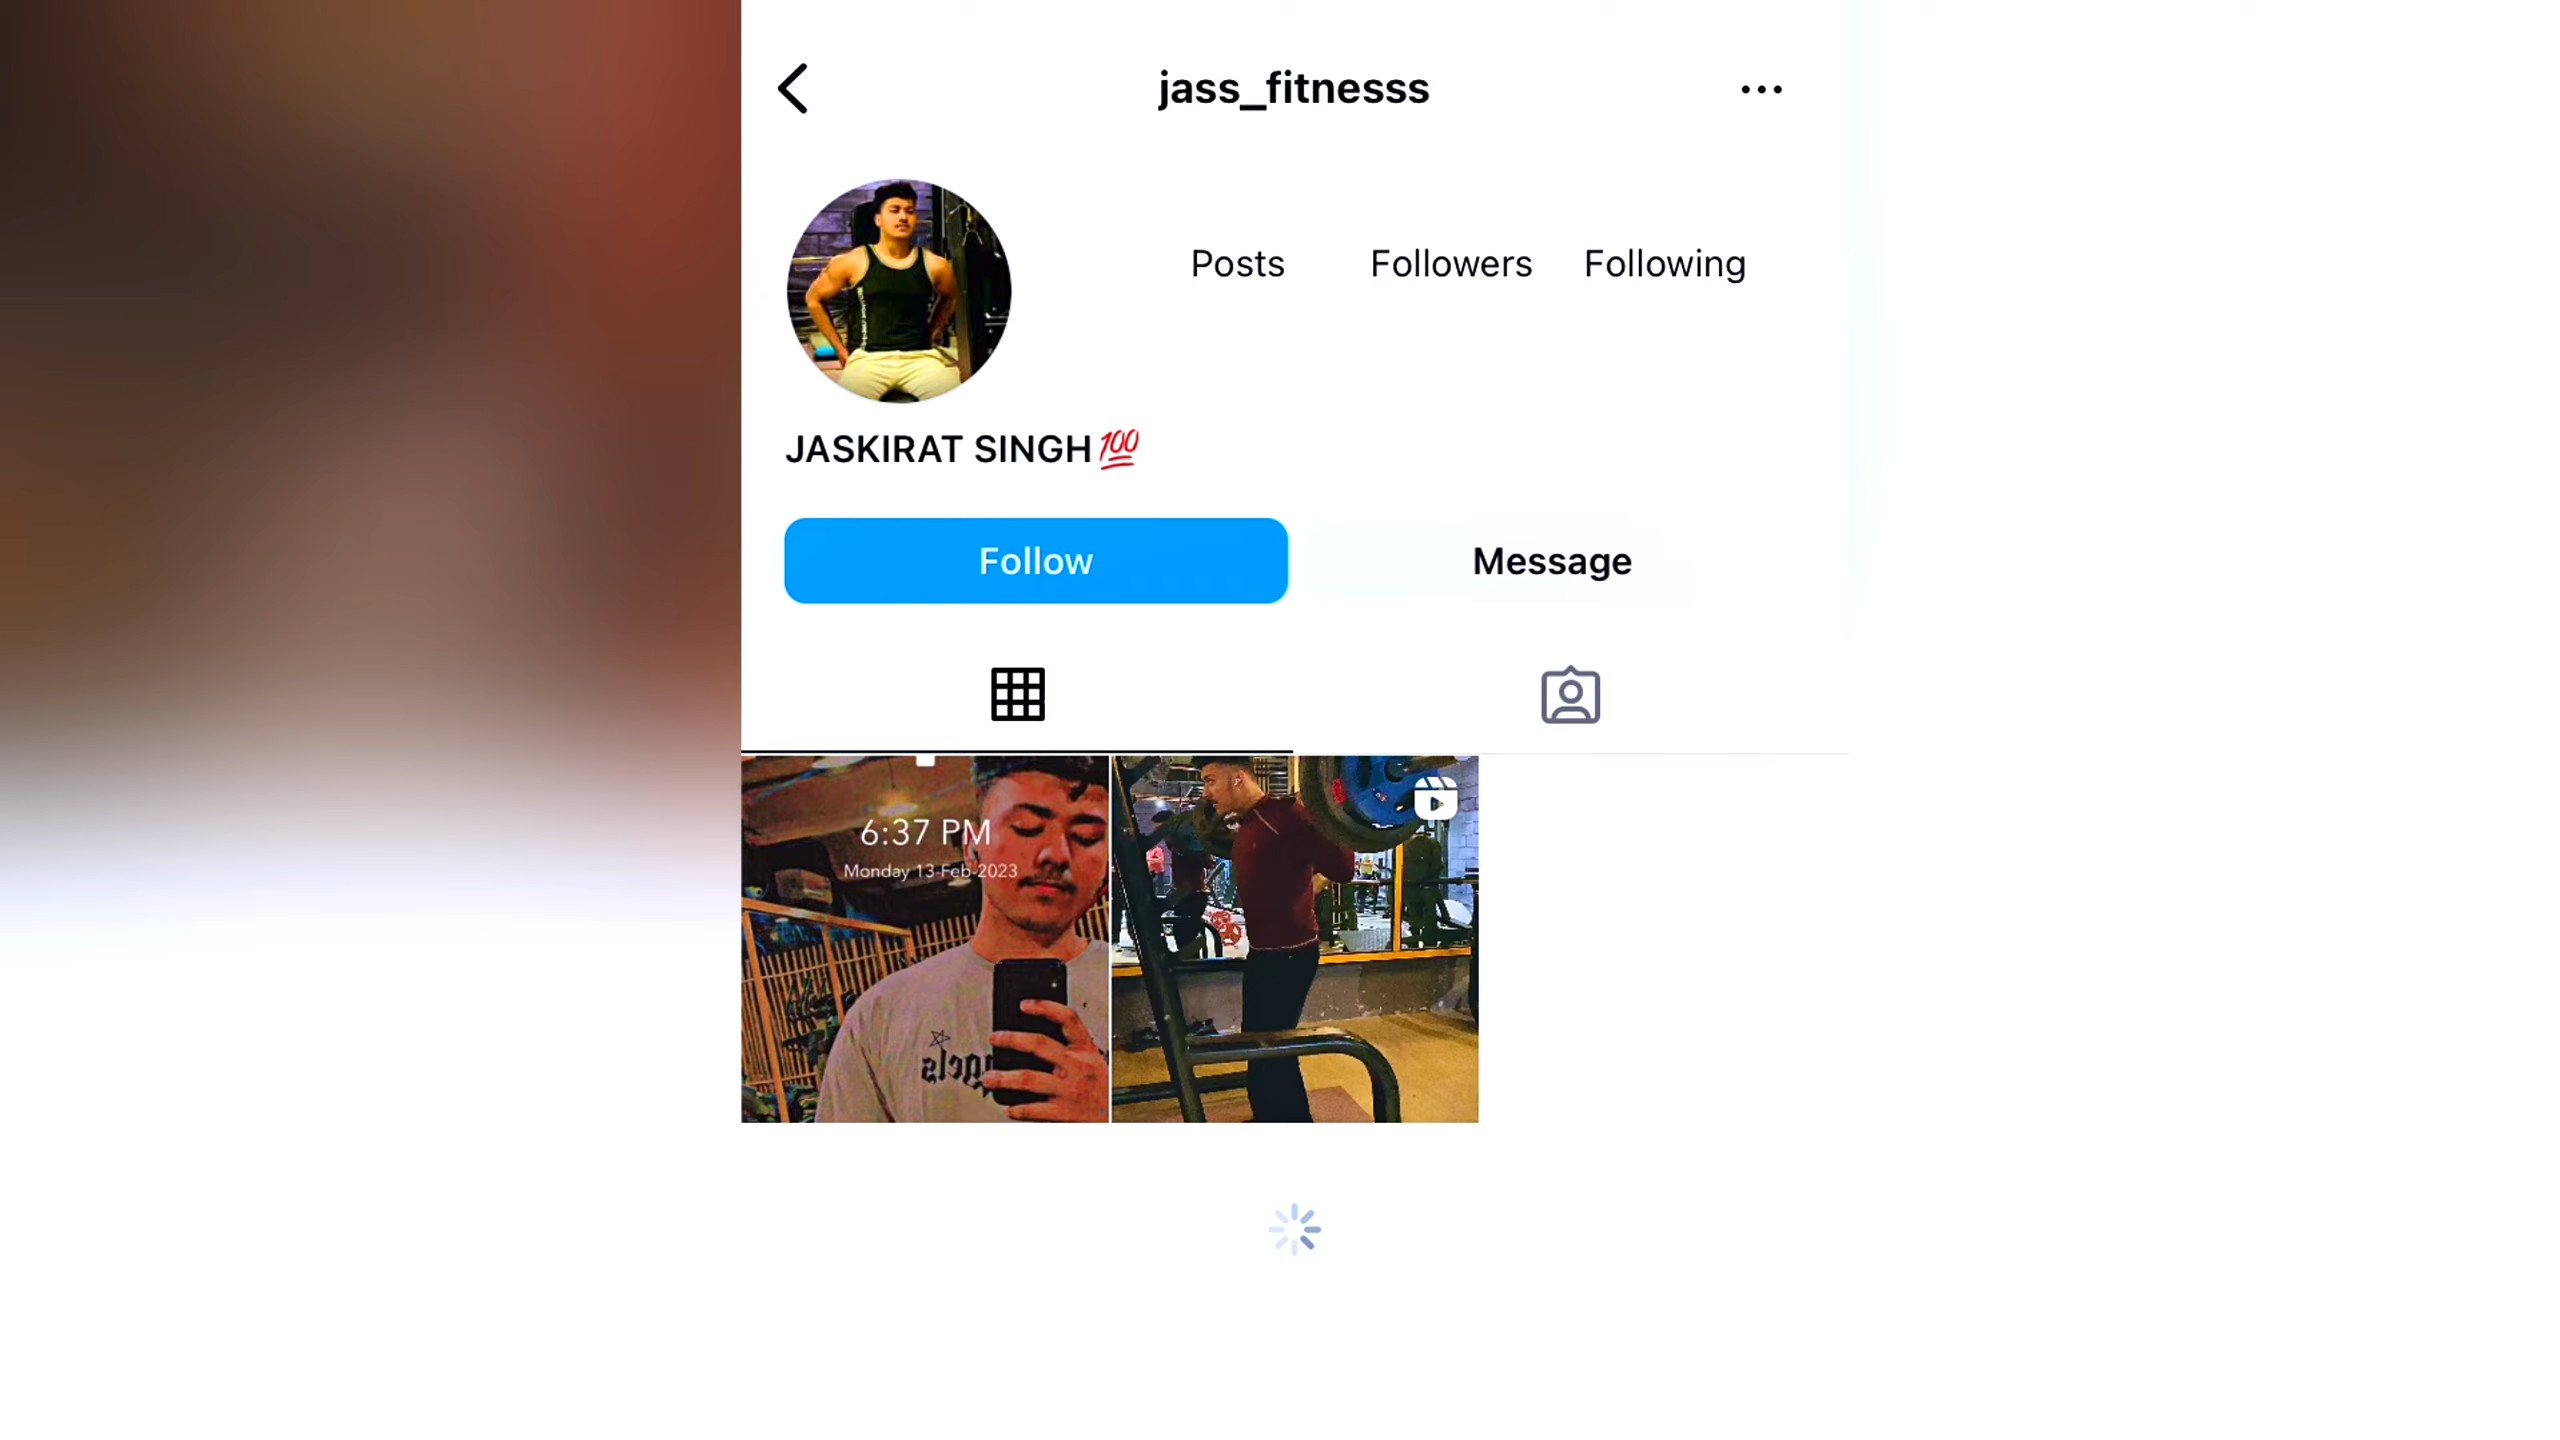 jass_fitnesss
Posts Followers Following
JASKIRAT SINGH💯
Follow Message
6:37 PM
Monday 13 Feb 2023